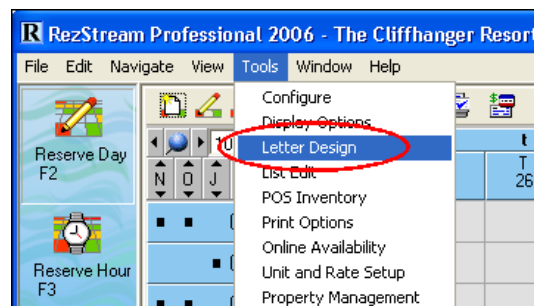 R RezStream Professional 2006 - The Cliffhanger Resort
File Edit Navigate View Tools Window Help
Configure
Display Options
Letter Design
List Edit
POS Inventory
Print Options
Online Availability
Unit and Rate Setup
Property Management
Reserve Day
F2
Reserve Hour
F3
10
N O J
t
T
26